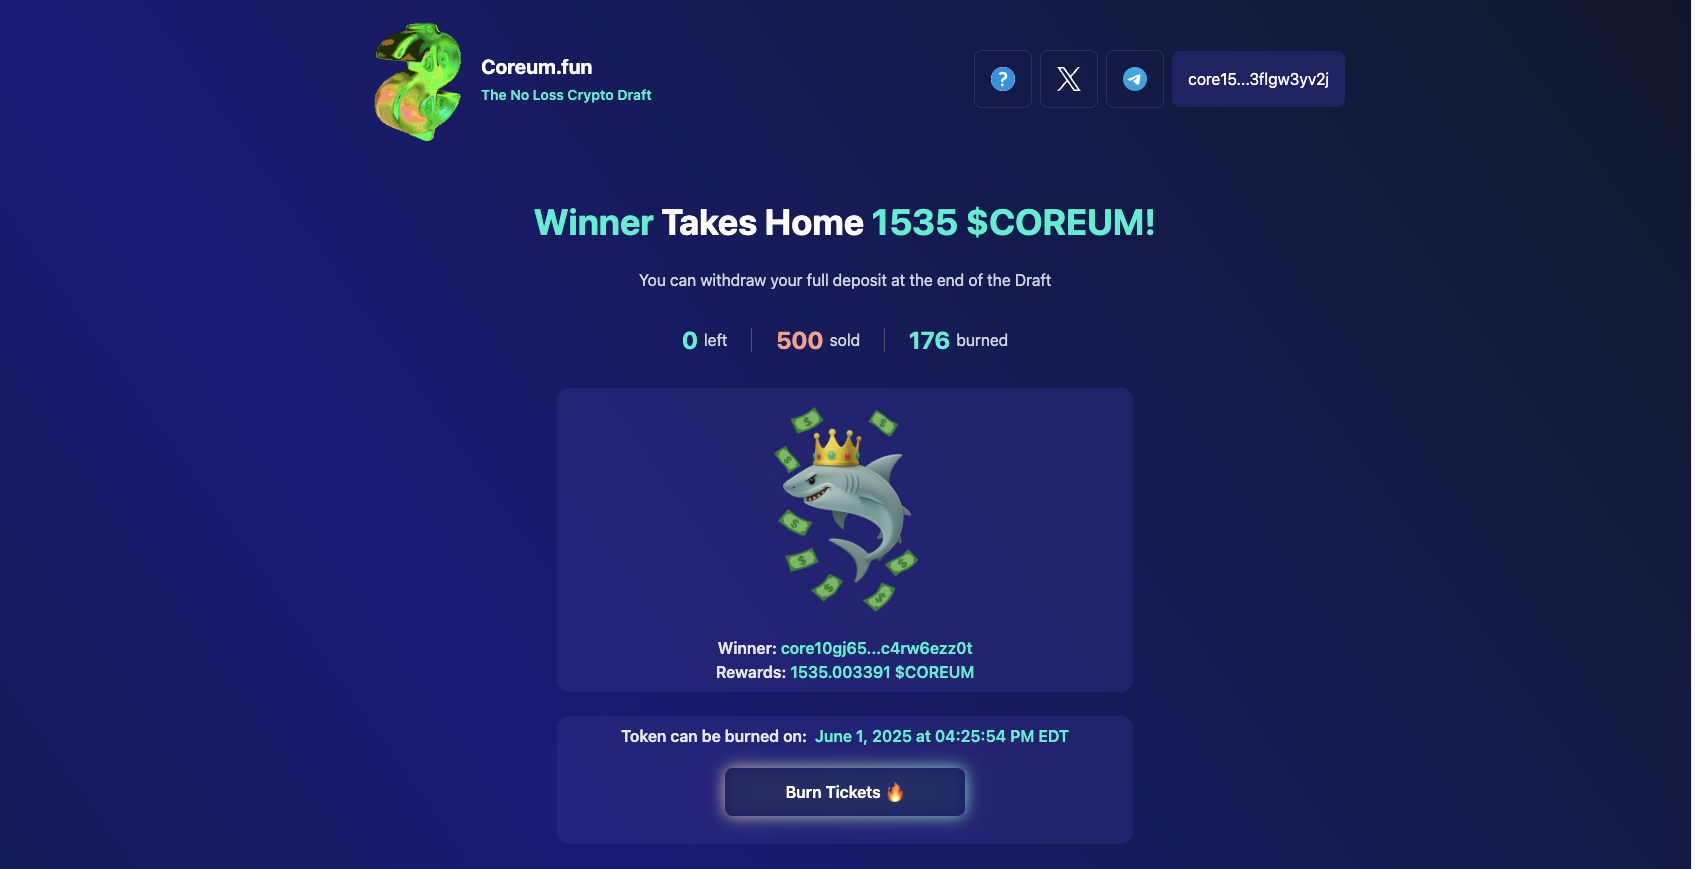 Coreum.fun
The No Loss Crypto Draft
core15...3flgw3yv2j
Winner Takes Home 1535 $COREUM!
You can withdraw your full deposit at the end of the Draft
0 left 500 sold 176 burned
Winner: core10gj65...c4rw6ezz0t
Rewards: 1535.003391 $COREUM
Token can be burned on: June 1, 2025 at 04:25:54 PM EDT
Burn Tickets 🔥